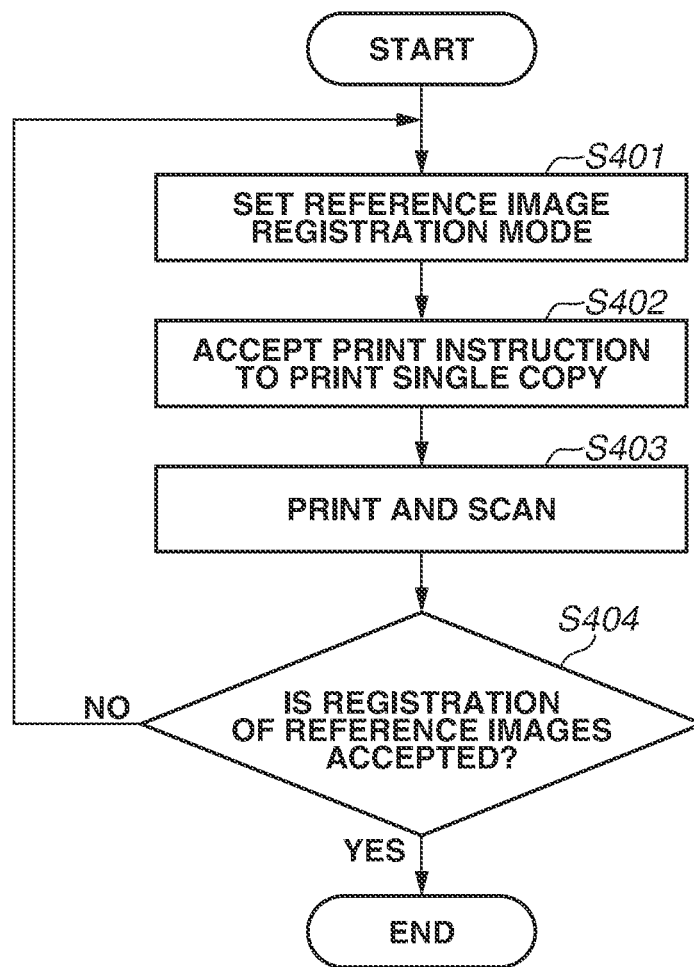 START
S401
SET REFERENCE IMAGE
REGISTRATION MODE
S402
ACCEPT PRINT INSTRUCTION
TO PRINT SINGLE COPY
S403
PRINT AND SCAN
S404
IS REGISTRATION
OF REFERENCE IMAGES
ACCEPTED?
NO
YES
END